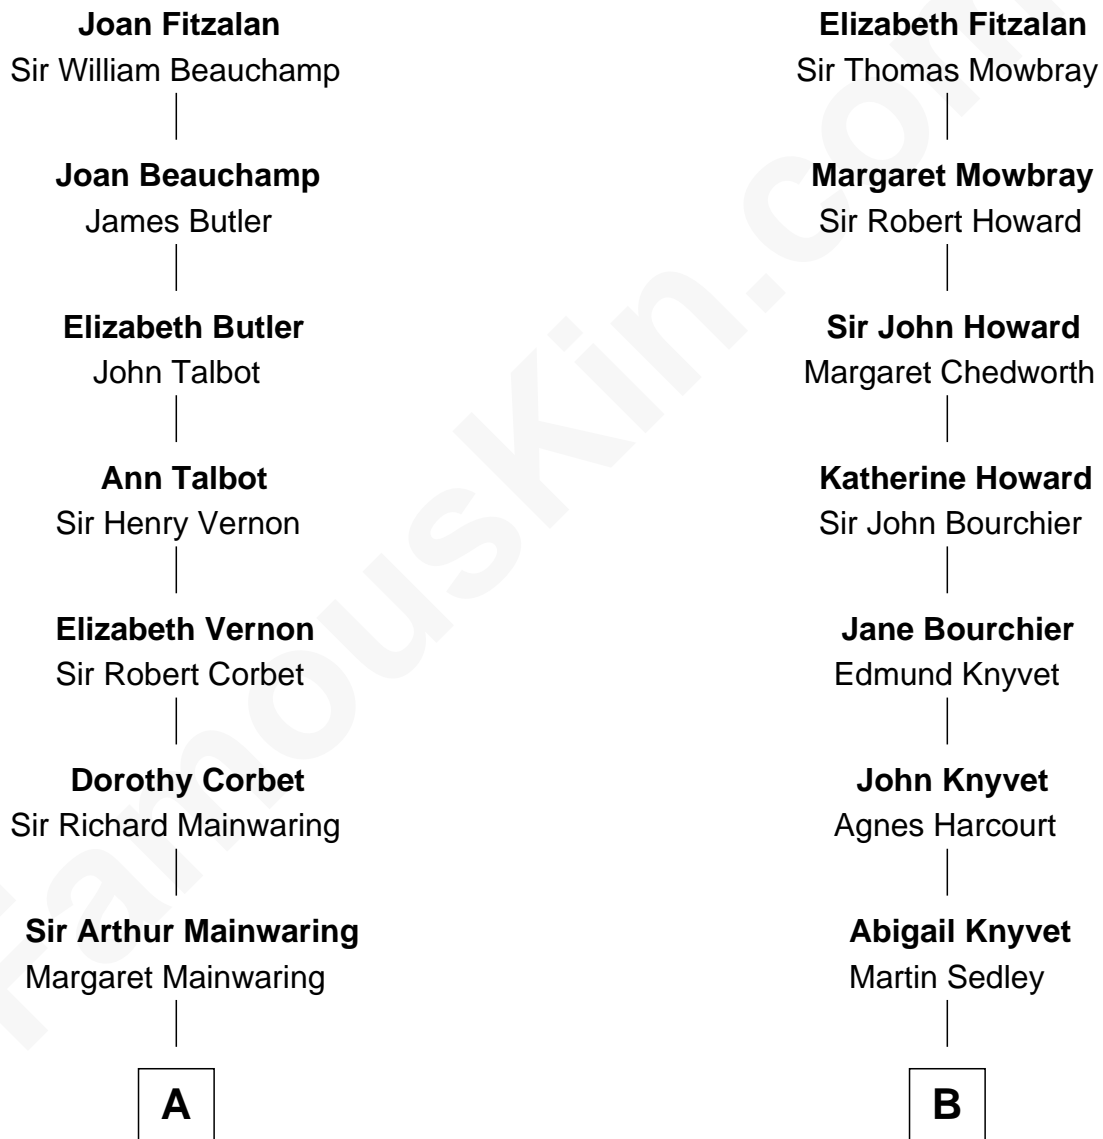 Joan Fitzalan
Sir William Beauchamp
Joan Beauchamp
James Butler
Elizabeth Butler
John Talbot
Ann Talbot
Sir Henry Vernon
Elizabeth Vernon
Sir Robert Corbet
Dorothy Corbet
Sir Richard Mainwaring
Sir Arthur Mainwaring
Margaret Mainwaring
A
Elizabeth Fitzalan
Sir Thomas Mowbray
Margaret Mowbray
Sir Robert Howard
Sir John Howard
Margaret Chedworth
Katherine Howard
Sir John Bourchier
Jane Bourchier
Edmund Knyvet
John Knyvet
Agnes Harcourt
Abigail Knyvet
Martin Sedley
B
FamousKin.com